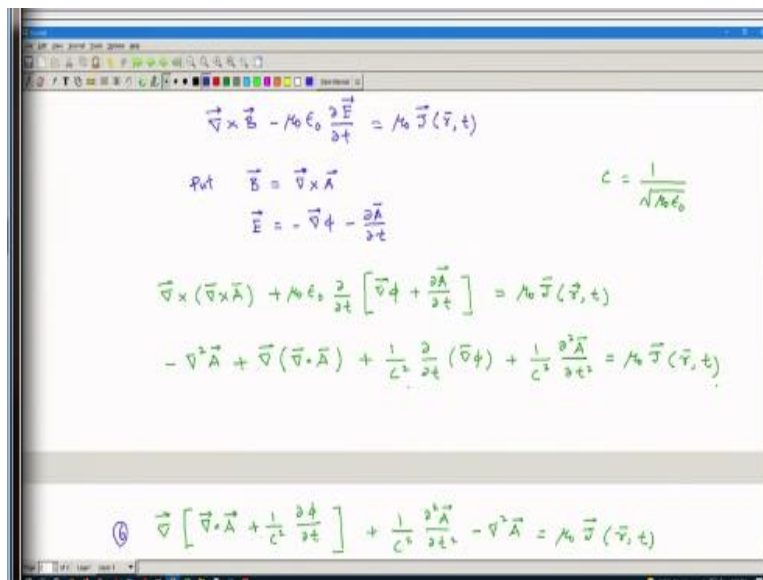 ∇⃗ × B⃗ − μ₀ε₀ ∂E⃗/∂t = μ₀ J⃗(r̄, t)
Put B⃗ = ∇⃗ × A⃗
c = 1/√(μ₀ε₀)
E⃗ = − ∇⃗φ − ∂A⃗/∂t
∇⃗ × (∇⃗ × A⃗) + μ₀ε₀ ∂/∂t [∇⃗φ + ∂A⃗/∂t] = μ₀ J⃗(r⃗, t)
− ∇²A⃗ + ∇⃗(∇⃗ · A⃗) + 1/c² ∂/∂t (∇⃗φ) + 1/c² ∂²A⃗/∂t² = μ₀ J⃗(r̄, t)
⑥ ∇⃗ [∇⃗ · A⃗ + 1/c² ∂φ/∂t] + 1/c² ∂²A⃗/∂t² − ∇²A⃗ = μ₀ J⃗(r̄, t)